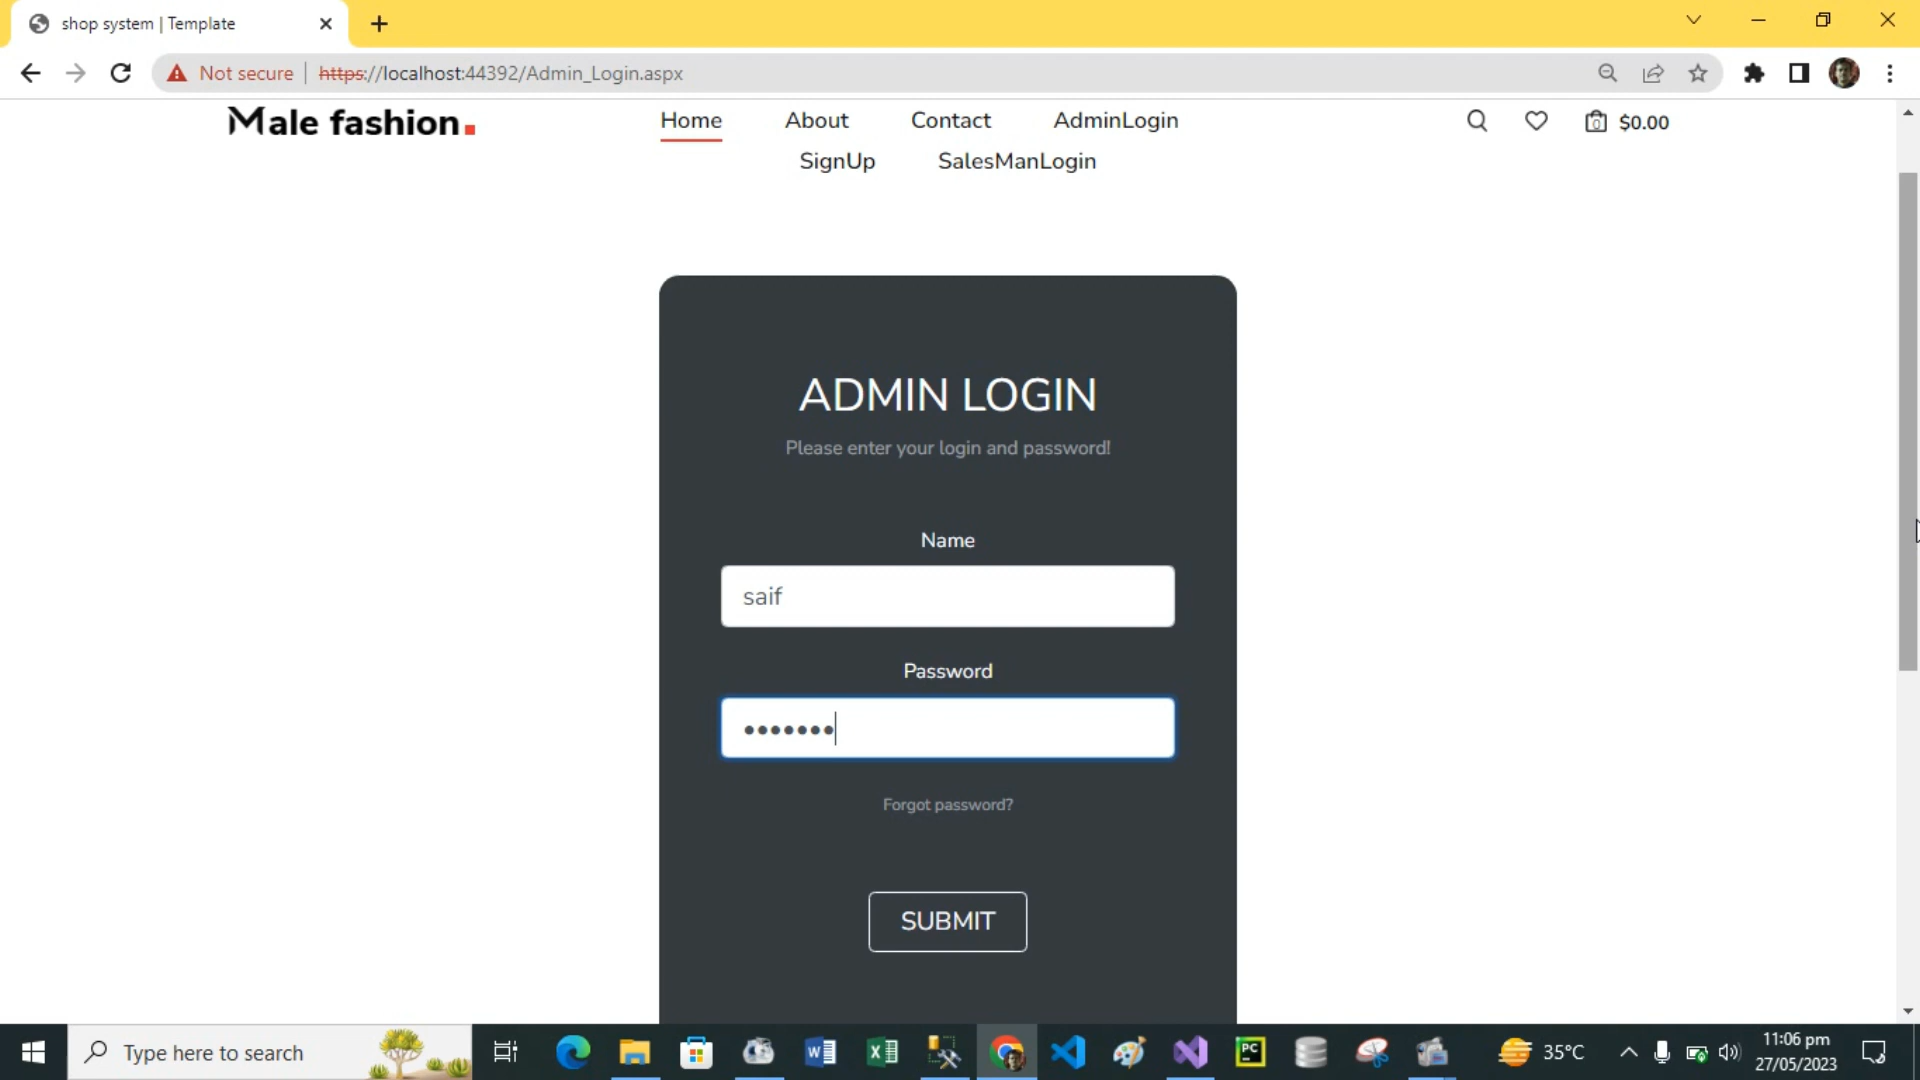 shop system | Template
Not secure
https://localhost:44392/Admin_Login.aspx
Male fashion.
Home About Contact AdminLogin
SignUp SalesManLogin
0 $0.00
ADMIN LOGIN
Please enter your login and password!
Name
saif
Password
•••••••
Forgot password?
SUBMIT
Type here to search
PC
35°C
11:06 pm
27/05/2023